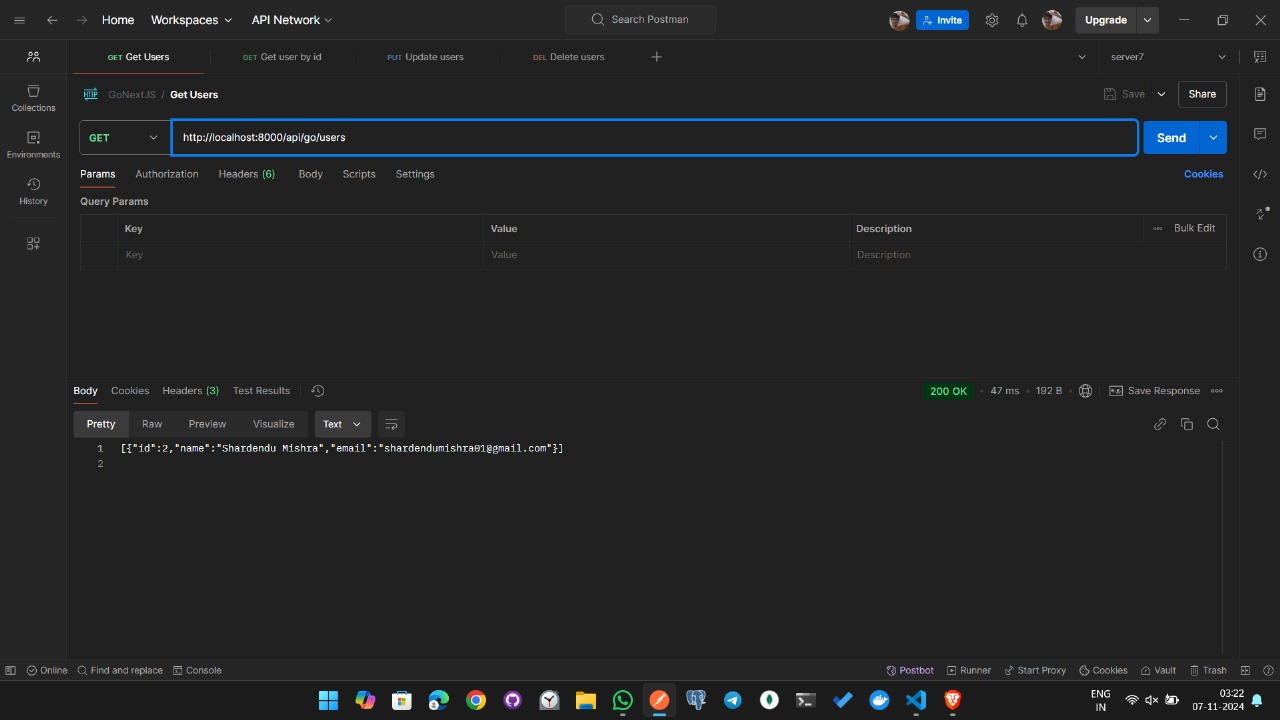 Home Workspaces API Network Search Postman Invite Upgrade
GET Get Users GET Get user by id PUT Update users DEL Delete users server7
HTTP GoNextJS / Get Users Save Share
Collections
GET http://localhost:8000/api/go/users Send
Environments
Params Authorization Headers (6) Body Scripts Settings Cookies
History
Query Params
Key Value Description Bulk Edit
Key Value Description
Body Cookies Headers (3) Test Results 200 OK 47 ms 192 B Save Response
Pretty Raw Preview Visualize Text
1 [{"id":2,"name":"Shardendu Mishra","email":"shardendumishra01@gmail.com"}]
2
Online Find and replace Console Postbot Runner Start Proxy Cookies Vault Trash
ENG 03:22
IN 07-11-2024